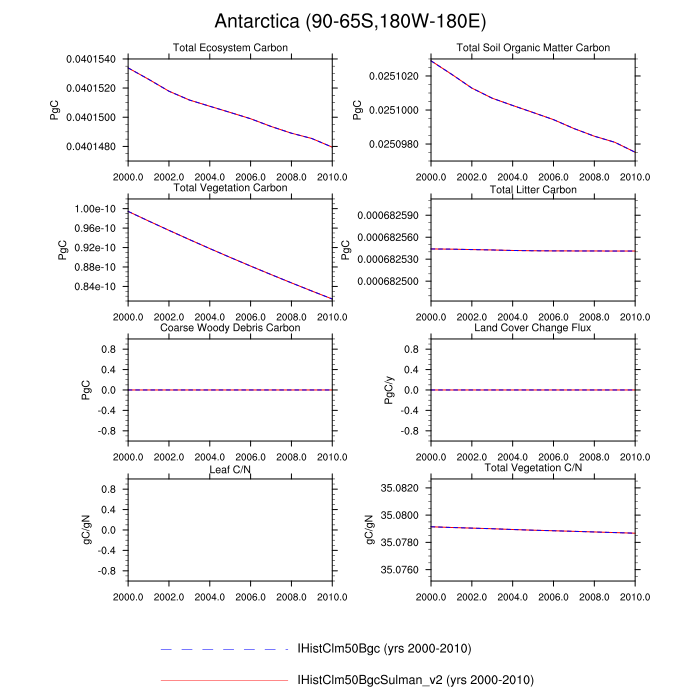 Antarctica (90-65S,180W-180E)
Total Ecosystem Carbon
PgC
0.0401540
0.0401520
0.0401500
0.0401480
2000.0 2002.0 2004.0 2006.0 2008.0 2010.0
Total Soil Organic Matter Carbon
PgC
0.0251020
0.0251000
0.0250980
2000.0 2002.0 2004.0 2006.0 2008.0 2010.0
Total Vegetation Carbon
PgC
1.00e-10
0.96e-10
0.92e-10
0.88e-10
0.84e-10
2000.0 2002.0 2004.0 2006.0 2008.0 2010.0
Total Litter Carbon
PgC
0.000682590
0.000682560
0.000682530
0.000682500
2000.0 2002.0 2004.0 2006.0 2008.0 2010.0
Coarse Woody Debris Carbon
PgC
0.8
0.4
0.0
-0.4
-0.8
2000.0 2002.0 2004.0 2006.0 2008.0 2010.0
Land Cover Change Flux
PgC/y
0.8
0.4
0.0
-0.4
-0.8
2000.0 2002.0 2004.0 2006.0 2008.0 2010.0
Leaf C/N
gC/gN
0.8
0.4
0.0
-0.4
-0.8
2000.0 2002.0 2004.0 2006.0 2008.0 2010.0
Total Vegetation C/N
gC/gN
35.0820
35.0800
35.0780
35.0760
2000.0 2002.0 2004.0 2006.0 2008.0 2010.0
IHistClm50Bgc (yrs 2000-2010)
IHistClm50BgcSulman_v2 (yrs 2000-2010)